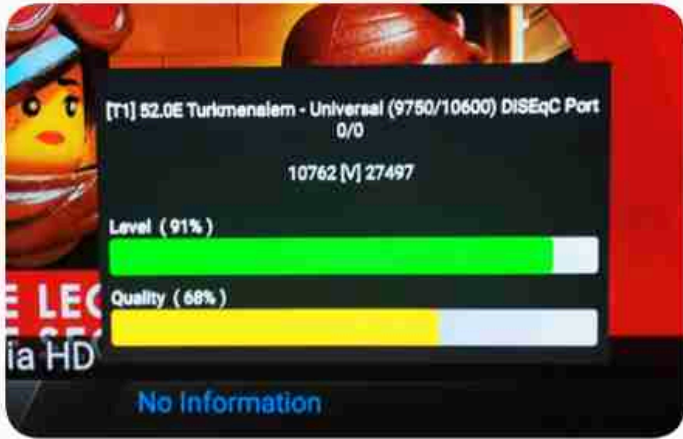 [T1] 52.0E Turkmenalem - Universal (9750/10600) DISEqC Port
0/0
10762 [V] 27497
Level (91%)
Quality (68%)
E LEG
ia HD
No Information